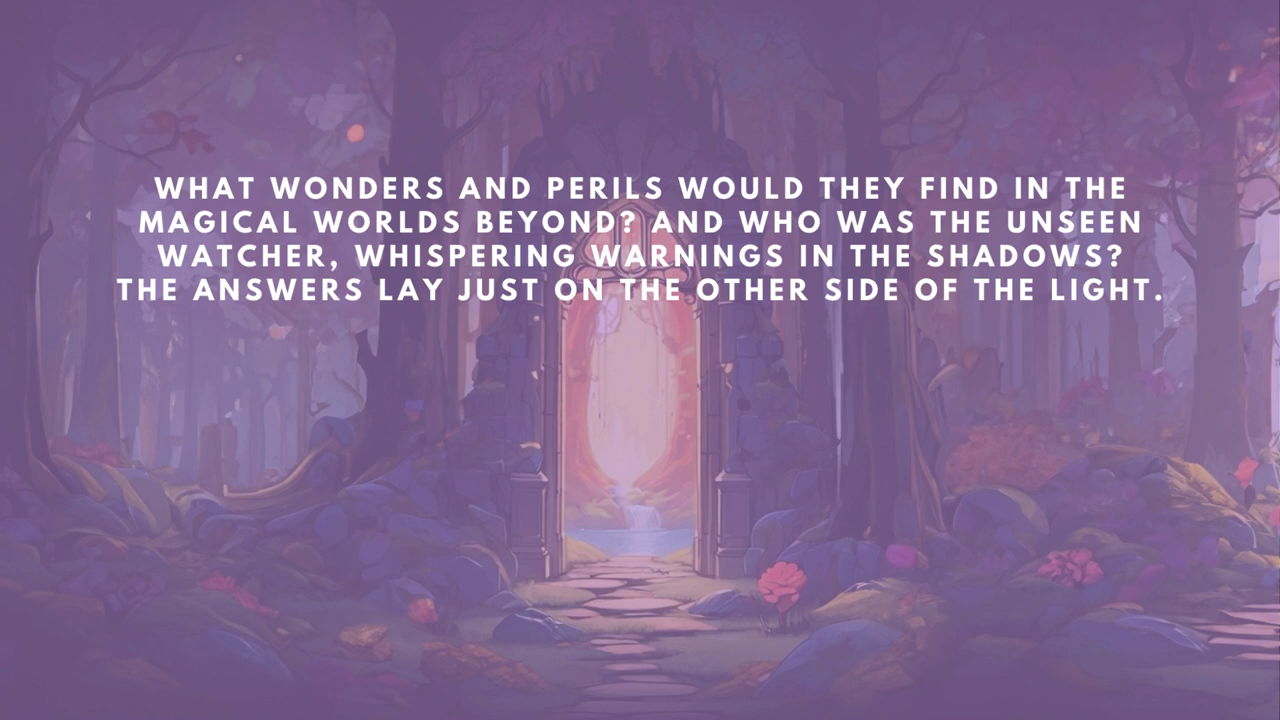 WHAT WONDERS AND PERILS WOULD THEY FIND IN THE
MAGICAL WORLDS BEYOND? AND WHO WAS THE UNSEEN
WATCHER, WHISPERING WARNINGS IN THE SHADOWS?
THE ANSWERS LAY JUST ON THE OTHER SIDE OF THE LIGHT.